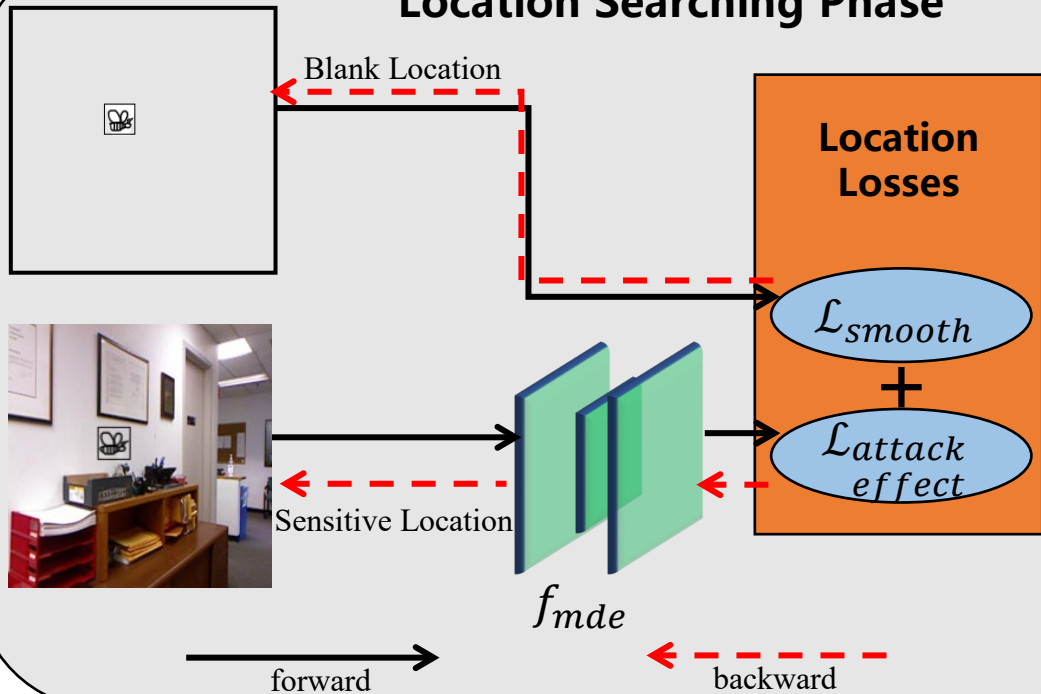 Location Searching Phase
Blank Location
Location
Losses
ℒsmooth
+
ℒattack
effect
Sensitive Location
fmde
forward
backward